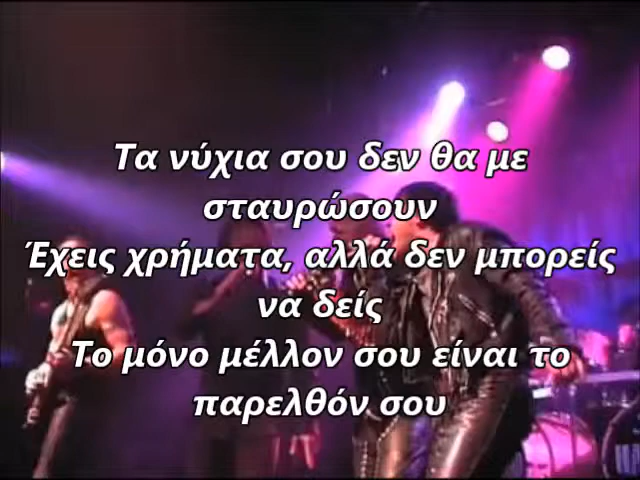 Τα νύχια σου δεν θα με
σταυρώσουν
Έχεις χρήματα, αλλά δεν μπορείς
να δείς
Το μόνο μέλλον σου είναι το
παρελθόν σου